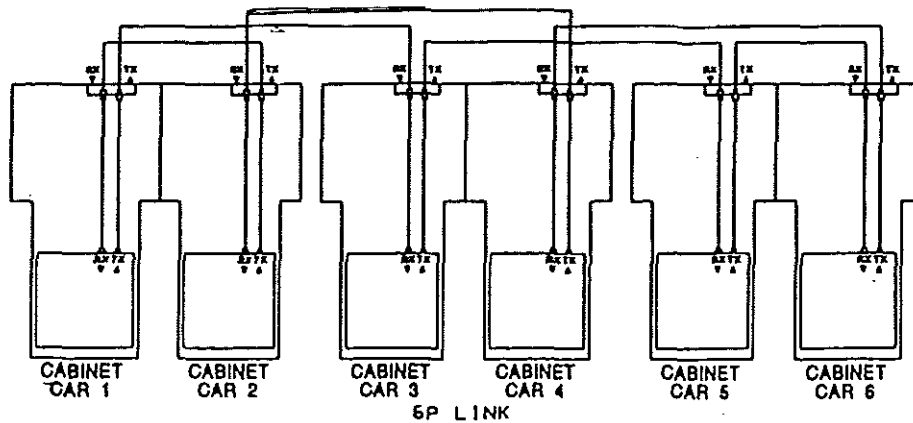 RX TX RX TX RX TX RX TX RX TX RX TX
RX TX RX TX RX TX RX TX RX TX RX TX
CABINET CABINET CABINET CABINET CABINET CABINET
CAR 1 CAR 2 CAR 3 CAR 4 CAR 5 CAR 6
6P LINK